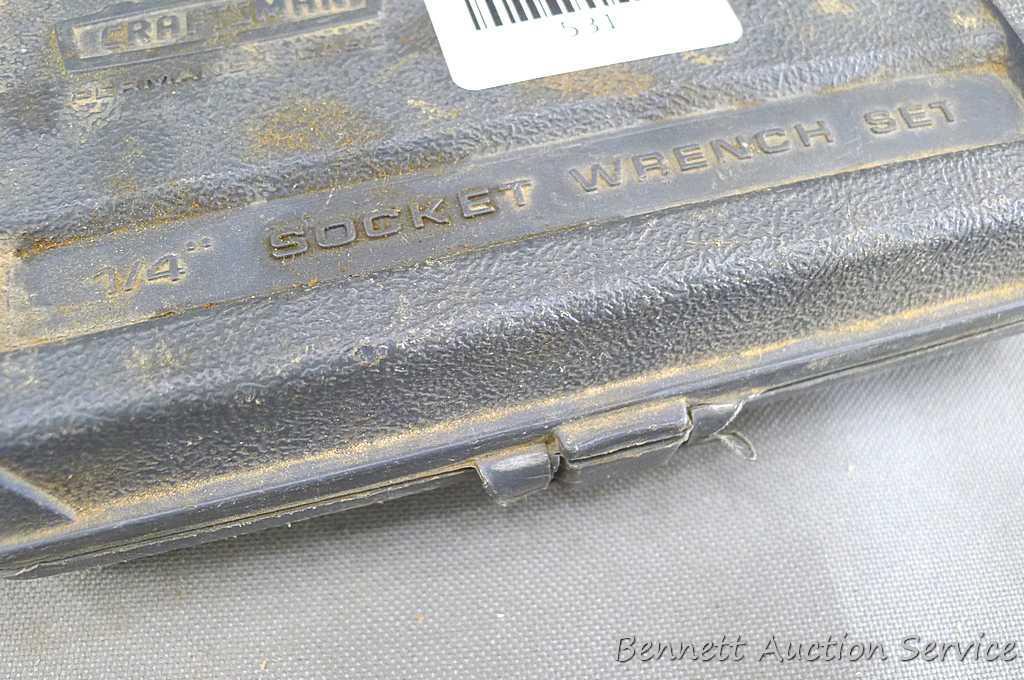 CRAFTSMAN
531
1/4" SOCKET WRENCH SET
Bennett Auction Service